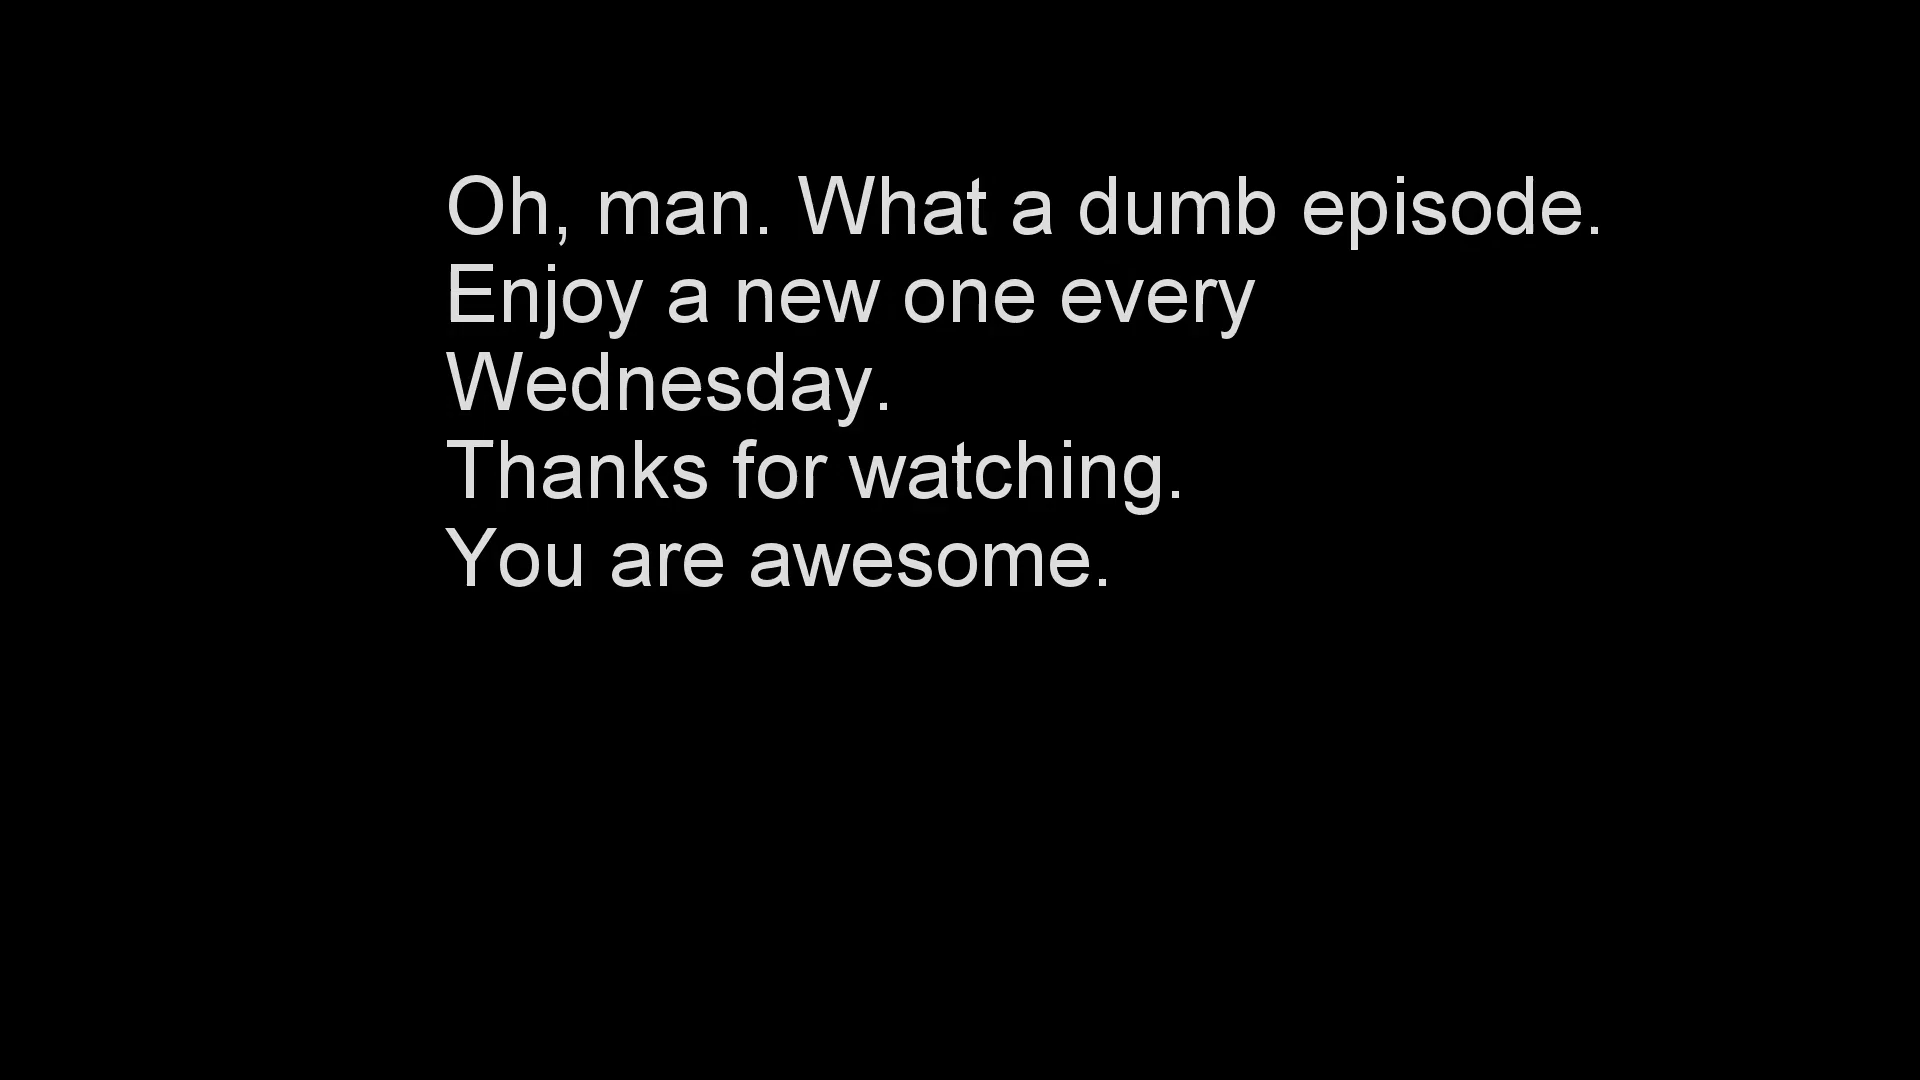 Oh, man. What a dumb episode.
Enjoy a new one every
Wednesday.
Thanks for watching.
You are awesome.